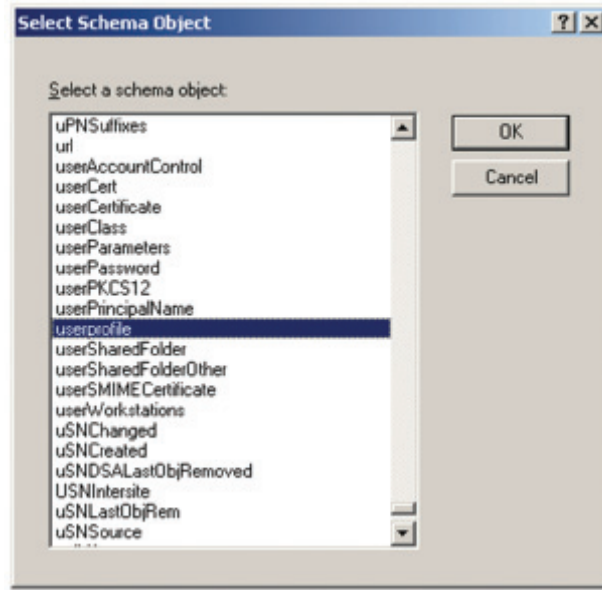 Select Schema Object
Select a schema object:
uPNSuffixes
url
userAccountControl
userCert
userCertificate
userClass
userParameters
userPassword
userPKCS12
userPrincipalName
userprofile
userSharedFolder
userSharedFolderOther
userSMIMECertificate
userWorkstations
uSNChanged
uSNCreated
uSNDSALastObjRemoved
USNIntersite
uSNLastObjRem
uSNSource
OK
Cancel